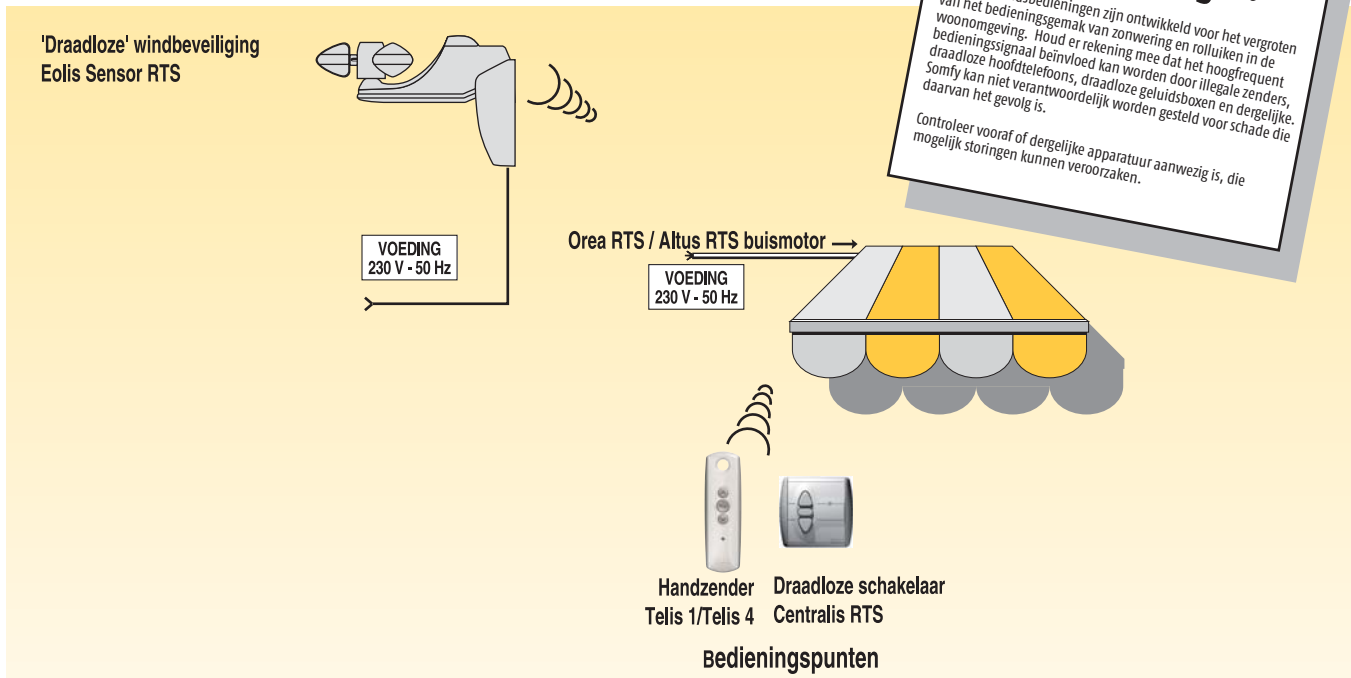 'Draadloze' windbeveiliging
Eolis Sensor RTS
van het bedieningsgemak van zonwering en rolluiken in de
woonomgeving. Houd er rekening mee dat het hoogfrequent
bedieningssignaal beïnvloed kan worden door illegale zenders,
draadloze hoofdtelefoons, draadloze geluidsboxen en dergelijke.
Somfy kan niet verantwoordelijk worden gesteld voor schade die
daarvan het gevolg is.
Controleer vooraf of dergelijke apparatuur aanwezig is, die
mogelijk storingen kunnen veroorzaken.
VOEDING
230 V - 50 Hz
Orea RTS / Altus RTS buismotor
VOEDING
230 V - 50 Hz
Handzender
Telis 1/Telis 4
Draadloze schakelaar
Centralis RTS
Bedieningspunten